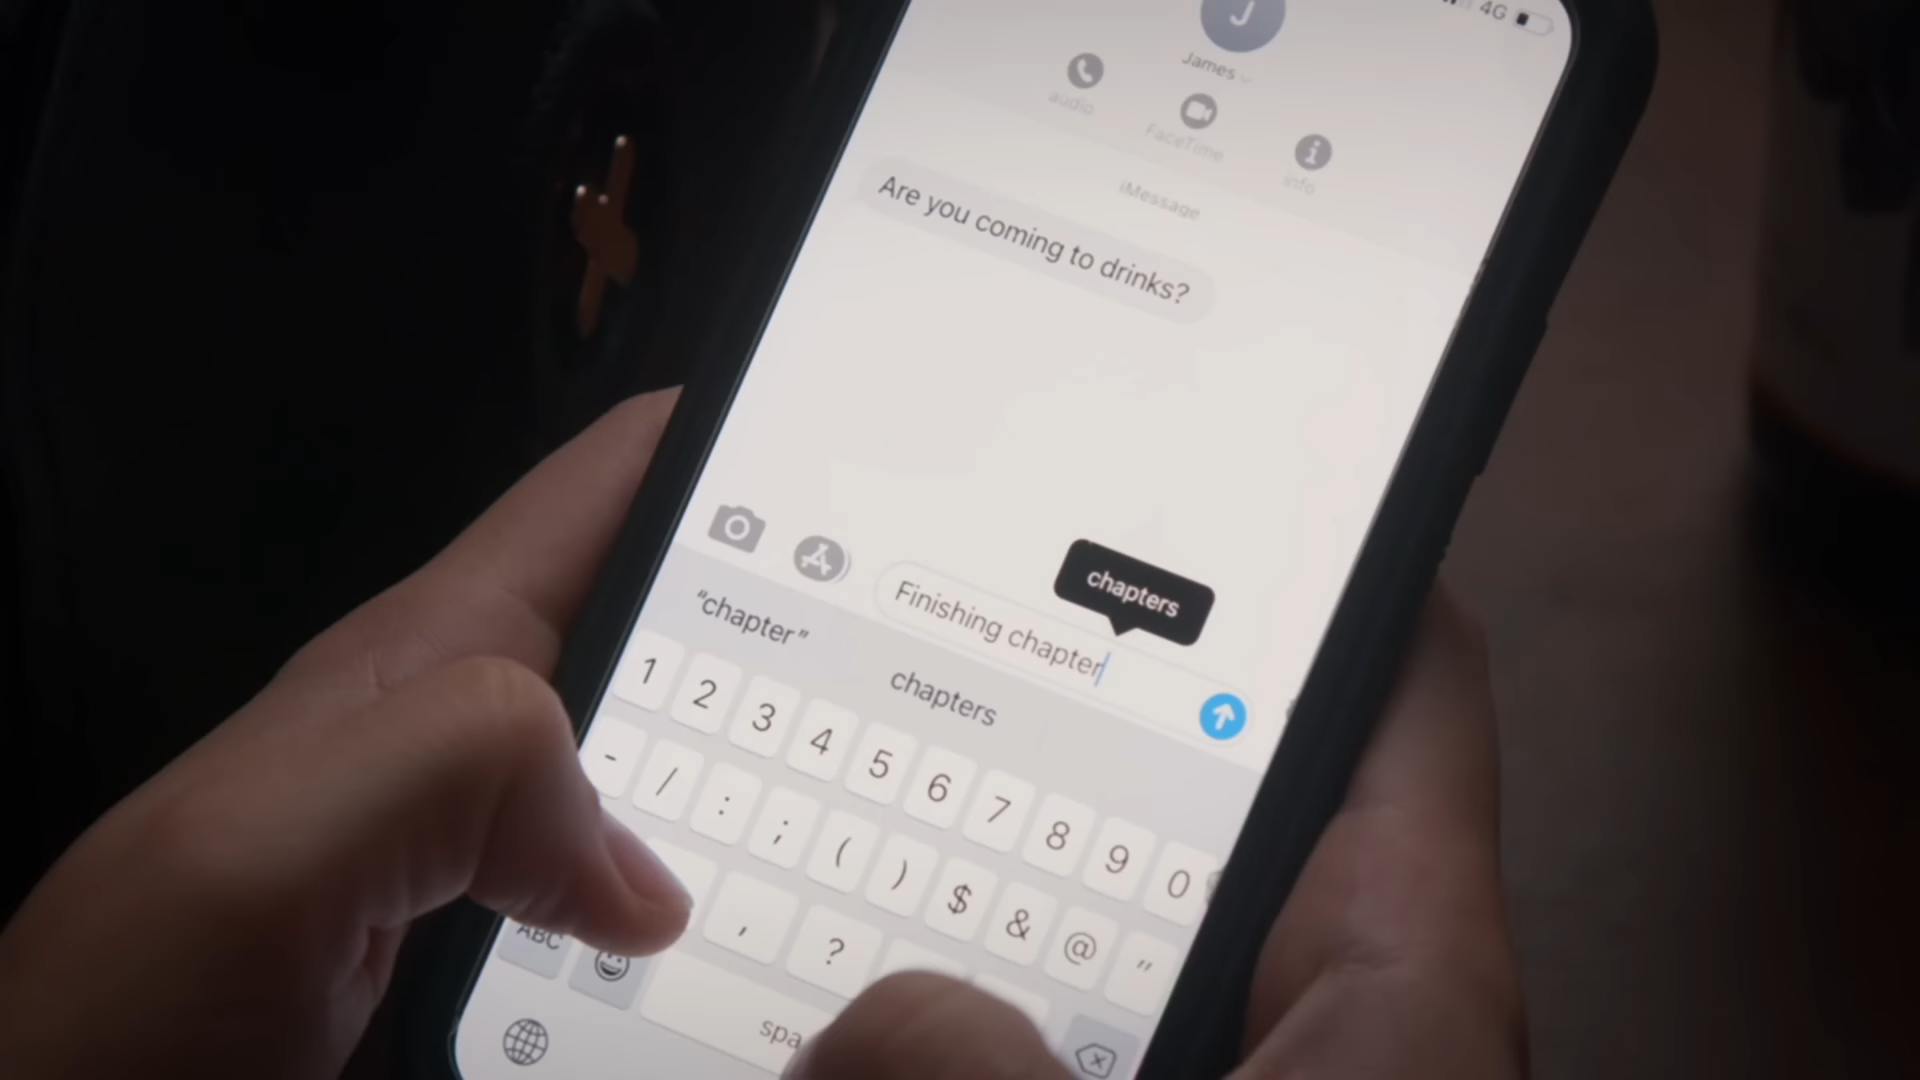 4G
J
James
audio
FaceTime
info
iMessage
Are you coming to drinks?
chapters
Finishing chapter
“chapter”
chapters
1 2 3 4 5 6 7 8 9 0
- / : ; ( ) $ & @ "
, ?
ABC
spa